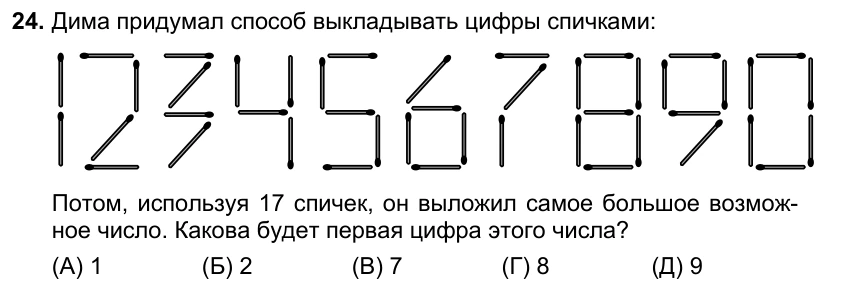 24. Дима придумал способ выкладывать цифры спичками:
1234567890
Потом, используя 17 спичек, он выложил самое большое возмож-
ное число. Какова будет первая цифра этого числа?
(А) 1 (Б) 2 (В) 7 (Г) 8 (Д) 9